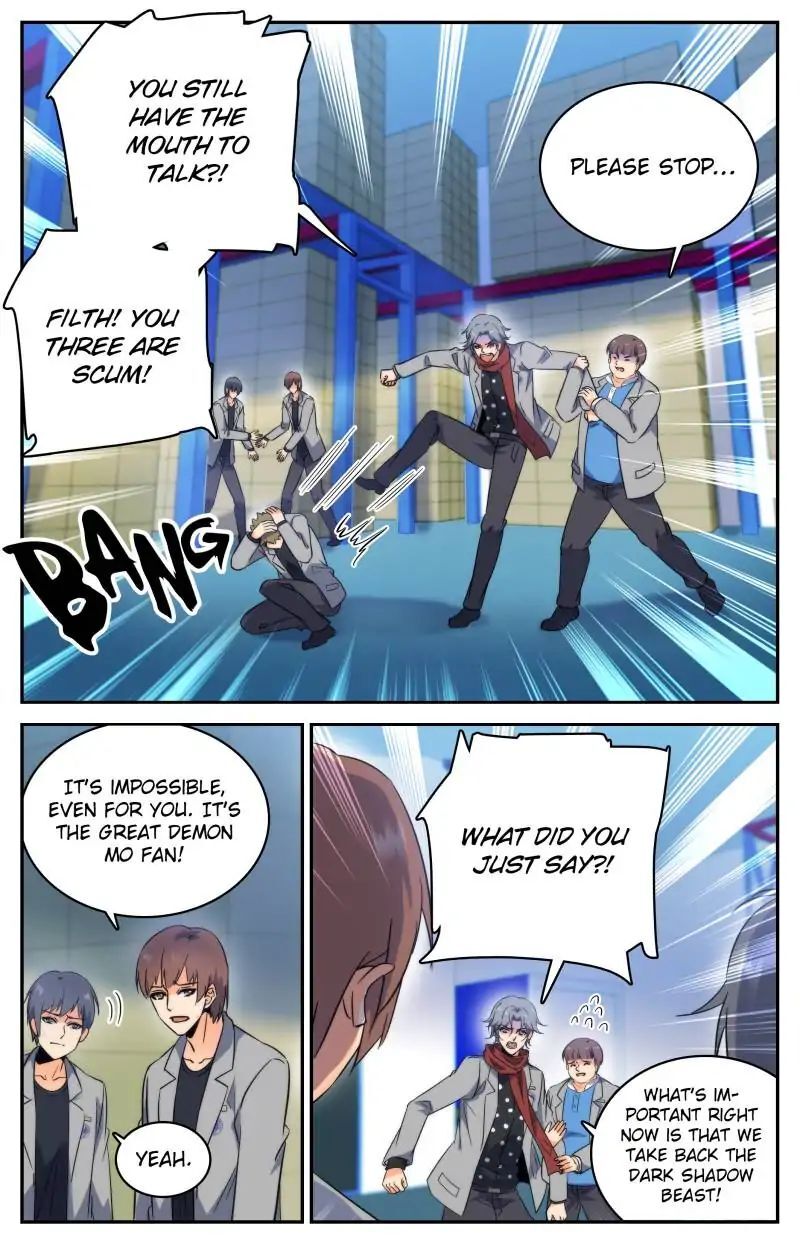 YOU STILL
HAVE THE
MOUTH TO
TALK?!
PLEASE STOP...
FILTH! YOU
THREE ARE
SCUM!
BANG
Whk
IT'S IMPOSSIBLE,
EVEN FOR YOU. IT'S
THE GREAT DEMON
MO FAN!
YEAH.
WHAT DID YOU
JUST SAY?!
WHAT'S IM-
PORTANT RIGHT
NOW IS THAT WE
TAKE BACK THE
DARK SHADOW
BEAST!